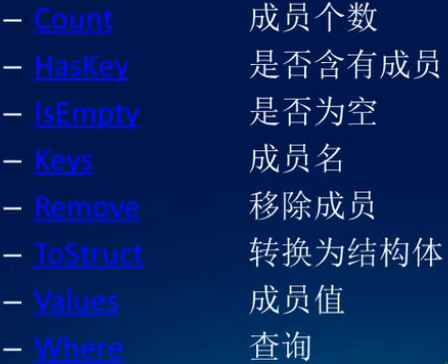 – Count 成员个数
– HasKey 是否含有成员
– IsEmpty 是否为空
– Keys 成员名
– Remove 移除成员
– ToStruct 转换为结构体
– Values 成员值
– Where 查询